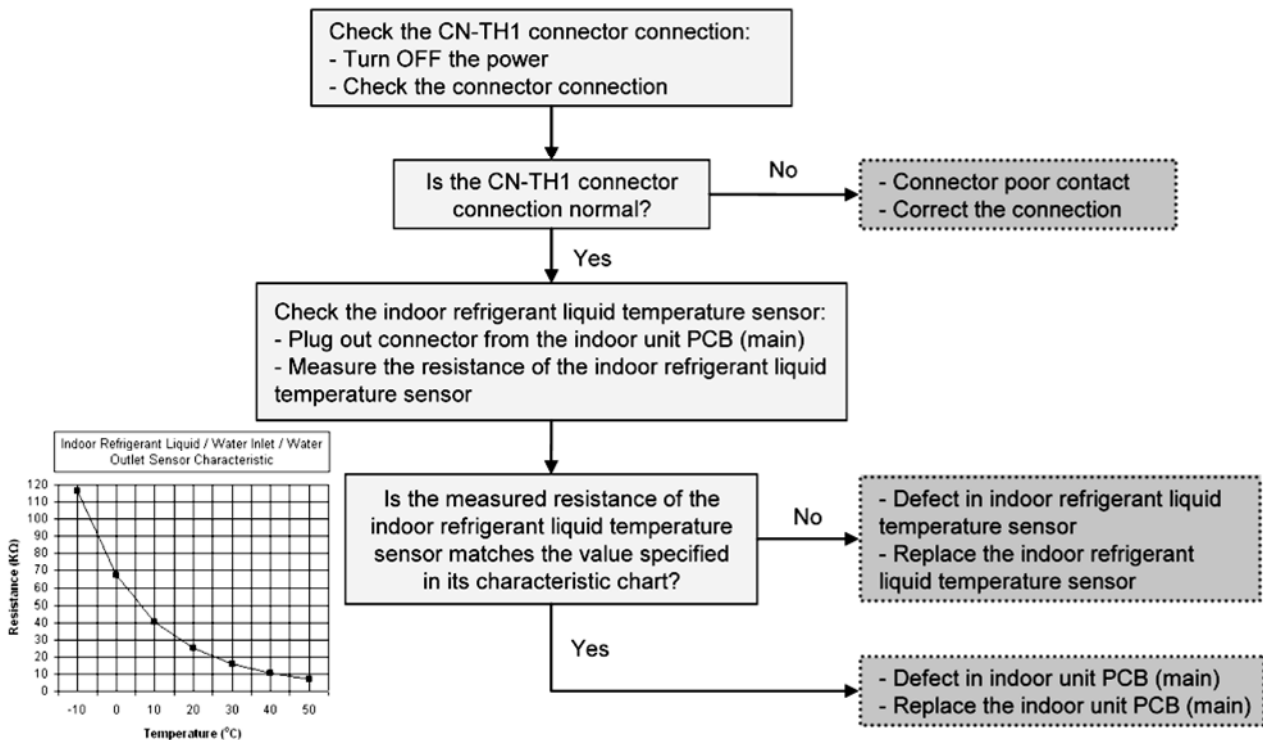 Check the CN-TH1 connector connection:
- Turn OFF the power
- Check the connector connection
Is the CN-TH1 connector
connection normal?
No
- Connector poor contact
- Correct the connection
Yes
Check the indoor refrigerant liquid temperature sensor:
- Plug out connector from the indoor unit PCB (main)
- Measure the resistance of the indoor refrigerant liquid
temperature sensor
Indoor Refrigerant Liquid / Water Inlet / Water
Outlet Sensor Characteristic
Resistance (KΩ)
120
110
100
90
80
70
60
50
40
30
20
10
0
-10 0 10 20 30 40 50
Temperature (°C)
Is the measured resistance of the
indoor refrigerant liquid temperature
sensor matches the value specified
in its characteristic chart?
No
- Defect in indoor refrigerant liquid
temperature sensor
- Replace the indoor refrigerant
liquid temperature sensor
Yes
- Defect in indoor unit PCB (main)
- Replace the indoor unit PCB (main)